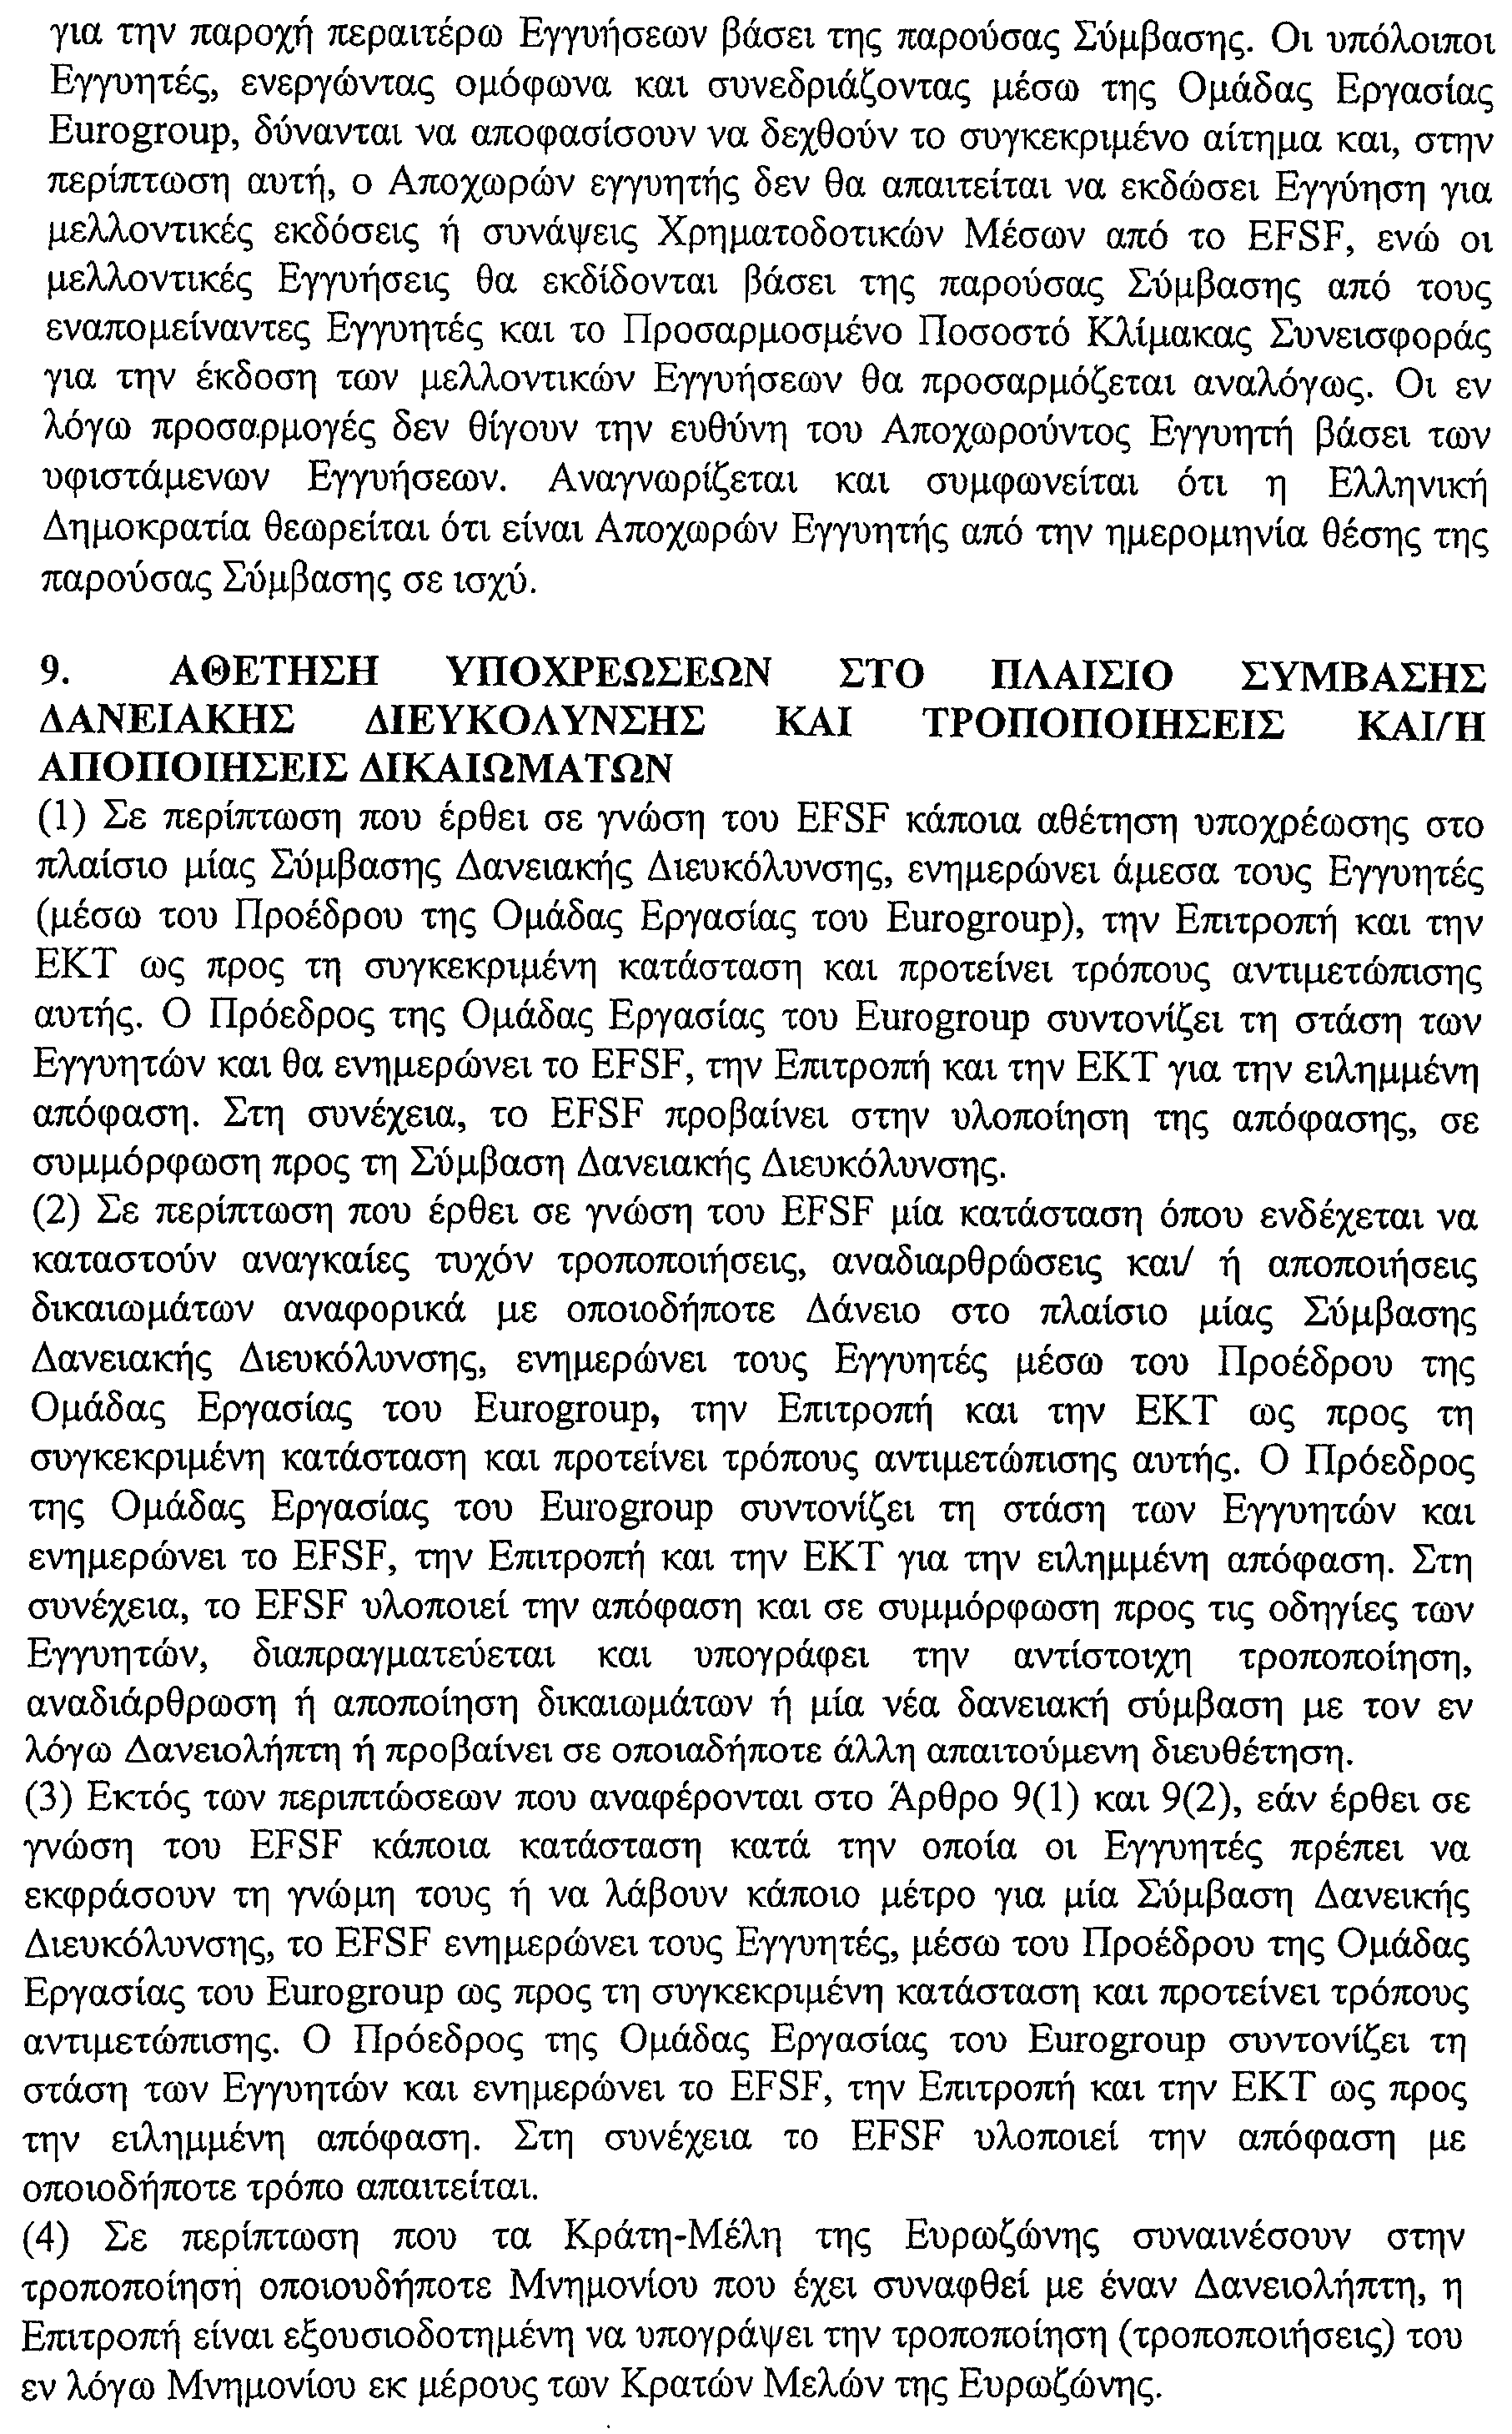 για την παροχή περαιτέρω Εγγυήσεων βάσει της παρούσας Σύμβασης. Οι υπόλοιποι
Εγγυητές, ενεργώντας ομόφωνα και συνεδριάζοντας μέσω της Ομάδας Εργασίας
Eurogroup, δύνανται να αποφασίσουν να δεχθούν το συγκεκριμένο αίτημα και, στην
περίπτωση αυτή, ο Αποχωρών εγγυητής δεν θα απαιτείται να εκδώσει Εγγύηση για
μελλοντικές εκδόσεις ή συνάψεις Χρηματοδοτικών Μέσων από το EFSF, ενώ οι
μελλοντικές Εγγυήσεις θα εκδίδονται βάσει της παρούσας Σύμβασης από τους
εναπομείναντες Εγγυητές και το Προσαρμοσμένο Ποσοστό Κλίμακας Συνεισφοράς
για την έκδοση των μελλοντικών Εγγυήσεων θα προσαρμόζεται αναλόγως. Οι εν
λόγω προσαρμογές δεν θίγουν την ευθύνη του Αποχωρούντος Εγγυητή βάσει των
υφιστάμενων Εγγυήσεων. Αναγνωρίζεται και συμφωνείται ότι η Ελληνική
Δημοκρατία θεωρείται ότι είναι Αποχωρών Εγγυητής από την ημερομηνία θέσης της
παρούσας Σύμβασης σε ισχύ.
9. ΑΘΕΤΗΣΗ ΥΠΟΧΡΕΩΣΕΩΝ ΣΤΟ ΠΛΑΙΣΙΟ ΣΥΜΒΑΣΗΣ
ΔΑΝΕΙΑΚΗΣ ΔΙΕΥΚΟΛΥΝΣΗΣ ΚΑΙ ΤΡΟΠΟΠΟΙΗΣΕΙΣ ΚΑΙ/Ή
ΑΠΟΠΟΙΗΣΕΙΣ ΔΙΚΑΙΩΜΑΤΩΝ
(1) Σε περίπτωση που έρθει σε γνώση του EFSF κάποια αθέτηση υποχρέωσης στο
πλαίσιο μίας Σύμβασης Δανειακής Διευκόλυνσης, ενημερώνει άμεσα τους Εγγυητές
(μέσω του Προέδρου της Ομάδας Εργασίας του Eurogroup), την Επιτροπή και την
ΕΚΤ ως προς τη συγκεκριμένη κατάσταση και προτείνει τρόπους αντιμετώπισης
αυτής. Ο Πρόεδρος της Ομάδας Εργασίας του Eurogroup συντονίζει τη στάση των
Εγγυητών και θα ενημερώνει το EFSF, την Επιτροπή και την ΕΚΤ για την ειλημμένη
απόφαση. Στη συνέχεια, το EFSF προβαίνει στην υλοποίηση της απόφασης, σε
συμμόρφωση προς τη Σύμβαση Δανειακής Διευκόλυνσης.
(2) Σε περίπτωση που έρθει σε γνώση του EFSF μία κατάσταση όπου ενδέχεται να
καταστούν αναγκαίες τυχόν τροποποιήσεις, αναδιαρθρώσεις και/ ή αποποιήσεις
δικαιωμάτων αναφορικά με οποιοδήποτε Δάνειο στο πλαίσιο μίας Σύμβασης
Δανειακής Διευκόλυνσης, ενημερώνει τους Εγγυητές μέσω του Προέδρου της
Ομάδας Εργασίας του Eurogroup, την Επιτροπή και την ΕΚΤ ως προς τη
συγκεκριμένη κατάσταση και προτείνει τρόπους αντιμετώπισης αυτής. Ο Πρόεδρος
της Ομάδας Εργασίας του Eurogroup συντονίζει τη στάση των Εγγυητών και
ενημερώνει το EFSF, την Επιτροπή και την ΕΚΤ για την ειλημμένη απόφαση. Στη
συνέχεια, το EFSF υλοποιεί την απόφαση και σε συμμόρφωση προς τις οδηγίες των
Εγγυητών, διαπραγματεύεται και υπογράφει την αντίστοιχη τροποποίηση,
αναδιάρθρωση ή αποποίηση δικαιωμάτων ή μία νέα δανειακή σύμβαση με τον εν
λόγω Δανειολήπτη ή προβαίνει σε οποιαδήποτε άλλη απαιτούμενη διευθέτηση.
(3) Εκτός των περιπτώσεων που αναφέρονται στο Άρθρο 9(1) και 9(2), εάν έρθει σε
γνώση του EFSF κάποια κατάσταση κατά την οποία οι Εγγυητές πρέπει να
εκφράσουν τη γνώμη τους ή να λάβουν κάποιο μέτρο για μία Σύμβαση Δανεικής
Διευκόλυνσης, το EFSF ενημερώνει τους Εγγυητές, μέσω του Προέδρου της Ομάδας
Εργασίας του Eurogroup ως προς τη συγκεκριμένη κατάσταση και προτείνει τρόπους
αντιμετώπισης. Ο Πρόεδρος της Ομάδας Εργασίας του Eurogroup συντονίζει τη
στάση των Εγγυητών και ενημερώνει το EFSF, την Επιτροπή και την ΕΚΤ ως προς
την ειλημμένη απόφαση. Στη συνέχεια το EFSF υλοποιεί την απόφαση με
οποιοδήποτε τρόπο απαιτείται.
(4) Σε περίπτωση που τα Κράτη-Μέλη της Ευρωζώνης συναινέσουν στην
τροποποίηση οποιουδήποτε Μνημονίου που έχει συναφθεί με έναν Δανειολήπτη, η
Επιτροπή είναι εξουσιοδοτημένη να υπογράψει την τροποποίηση (τροποποιήσεις) του
εν λόγω Μνημονίου εκ μέρους των Κρατών Μελών της Ευρωζώνης.